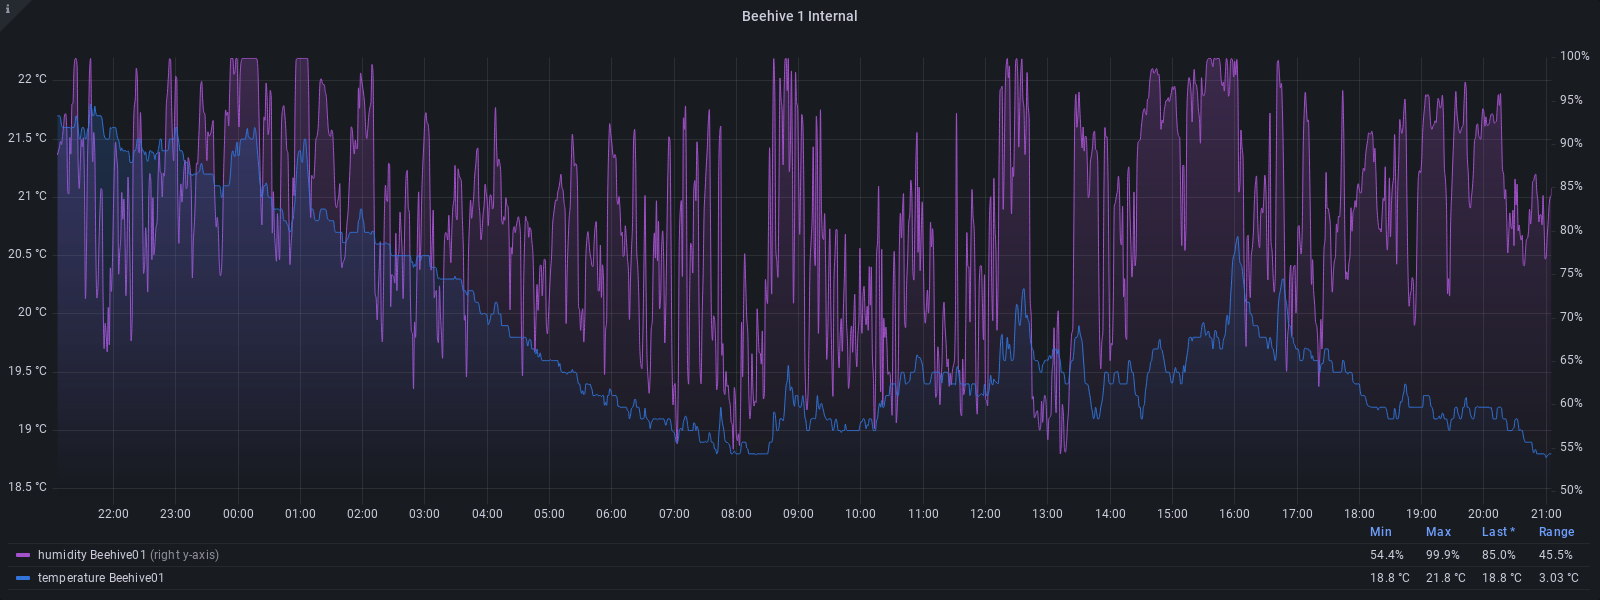 i
Beehive 1 Internal
22 °C
21.5 °C
21 °C
20.5 °C
20 °C
19.5 °C
19 °C
18.5 °C
100%
95%
90%
85%
80%
75%
70%
65%
60%
55%
50%
22:00 23:00 00:00 01:00 02:00 03:00 04:00 05:00 06:00 07:00 08:00 09:00 10:00 11:00 12:00 13:00 14:00 15:00 16:00 17:00 18:00 19:00 20:00 21:00
Min Max Last * Range
humidity Beehive01 (right y-axis) 54.4% 99.9% 85.0% 45.5%
temperature Beehive01 18.8 °C 21.8 °C 18.8 °C 3.03 °C